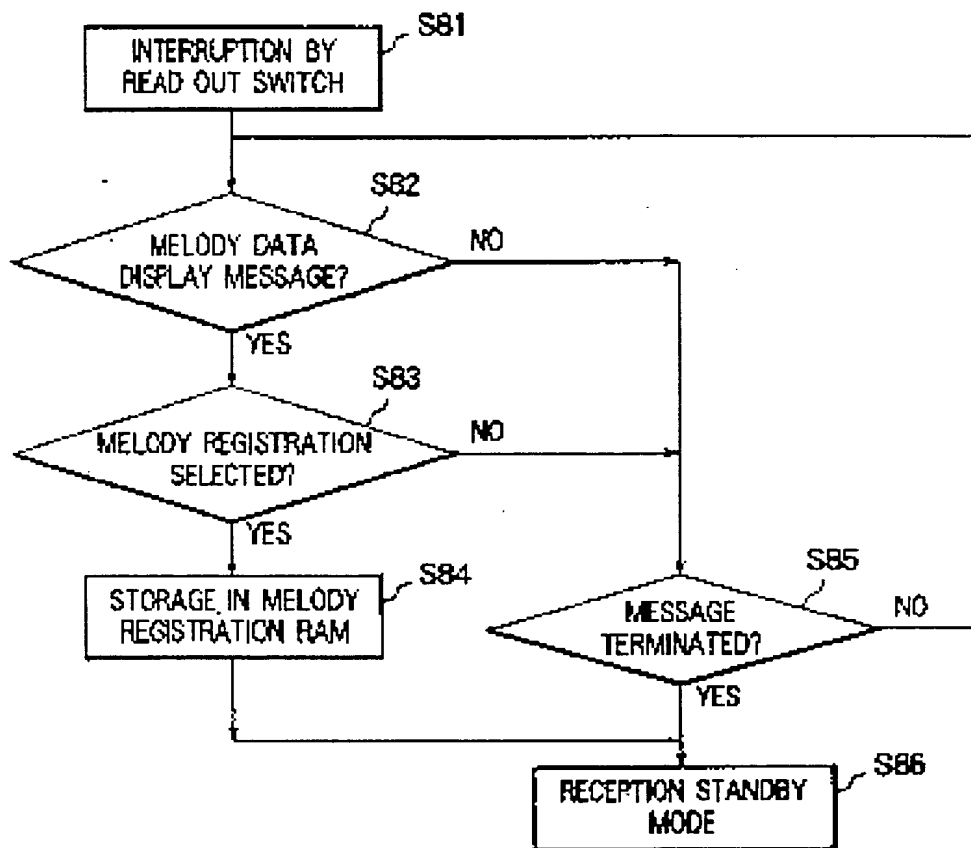 S81
INTERRUPTION BY
READ OUT SWITCH
S82
MELODY DATA
DISPLAY MESSAGE?
NO
YES
S83
MELODY REGISTRATION
SELECTED?
NO
YES
S84
STORAGE IN MELODY
REGISTRATION RAM
S85
MESSAGE
TERMINATED?
NO
YES
S86
RECEPTION STANDBY
MODE